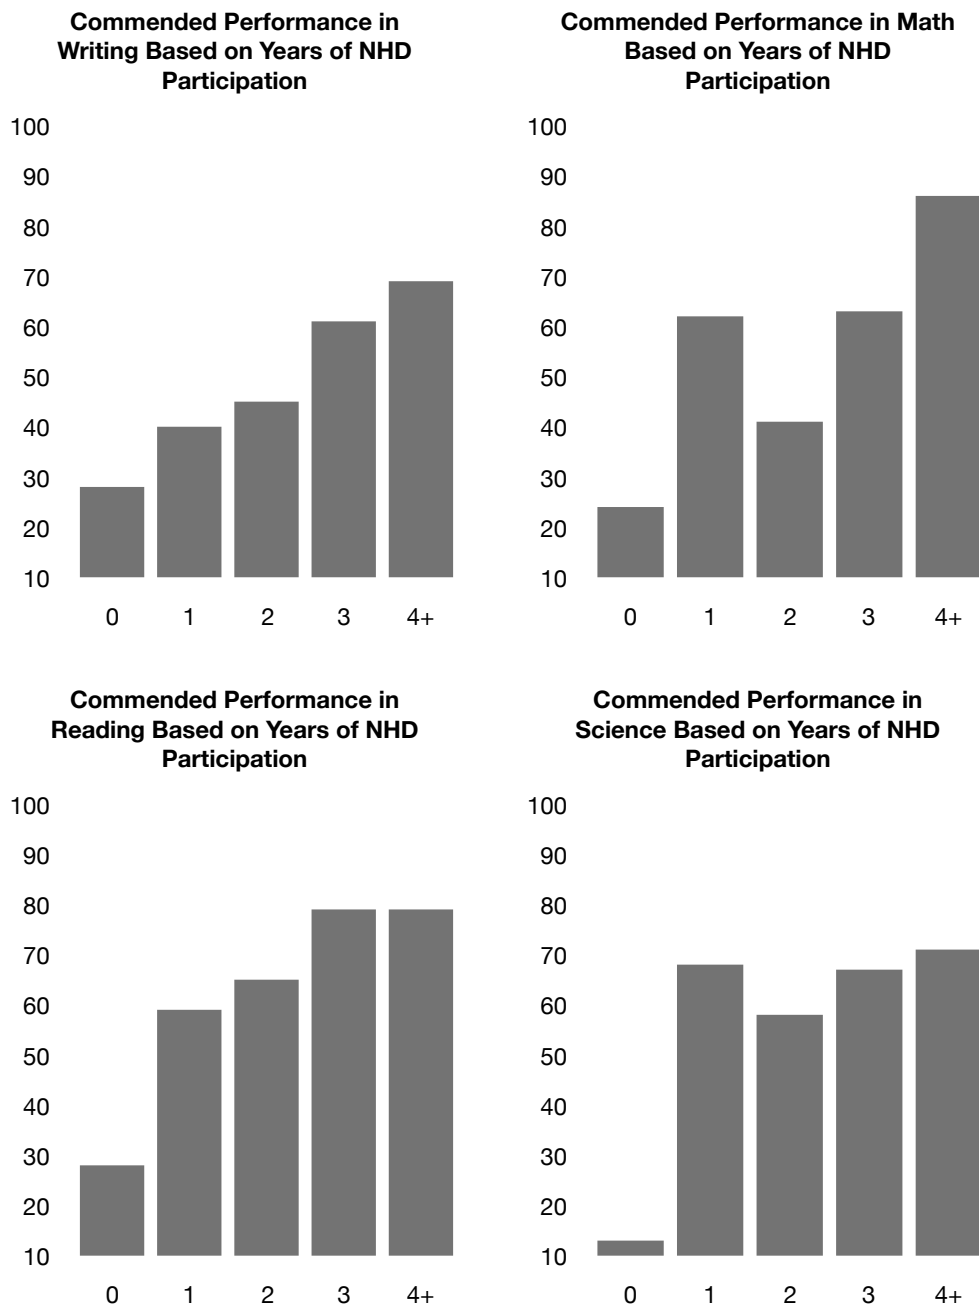 Commended Performance in
Writing Based on Years of NHD
Participation
100
90
80
70
60
50
40
30
20
10
0 1 2 3 4+
Commended Performance in Math
Based on Years of NHD
Participation
100
90
80
70
60
50
40
30
20
10
0 1 2 3 4+
Commended Performance in
Reading Based on Years of NHD
Participation
100
90
80
70
60
50
40
30
20
10
0 1 2 3 4+
Commended Performance in
Science Based on Years of NHD
Participation
100
90
80
70
60
50
40
30
20
10
0 1 2 3 4+